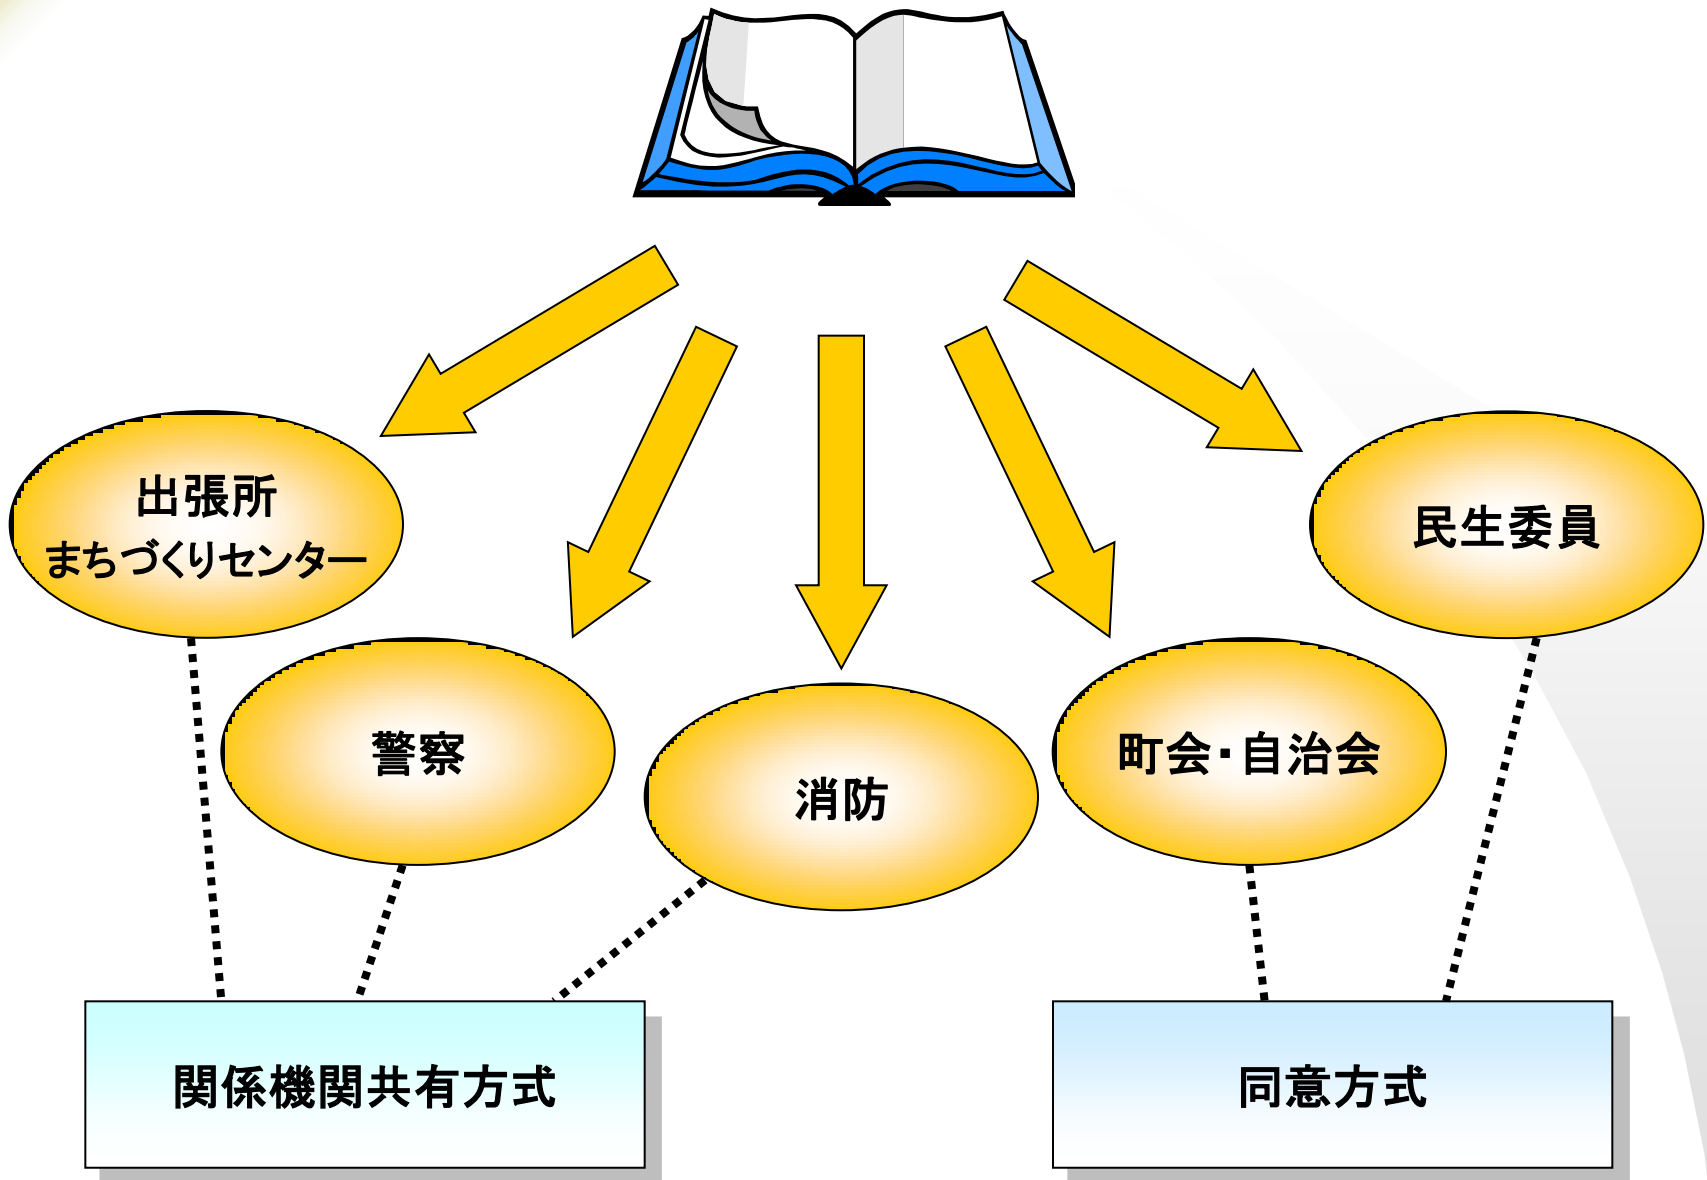 出張所
まちづくりセンター
民生委員
警察
消防
町会・自治会
関係機関共有方式
同意方式